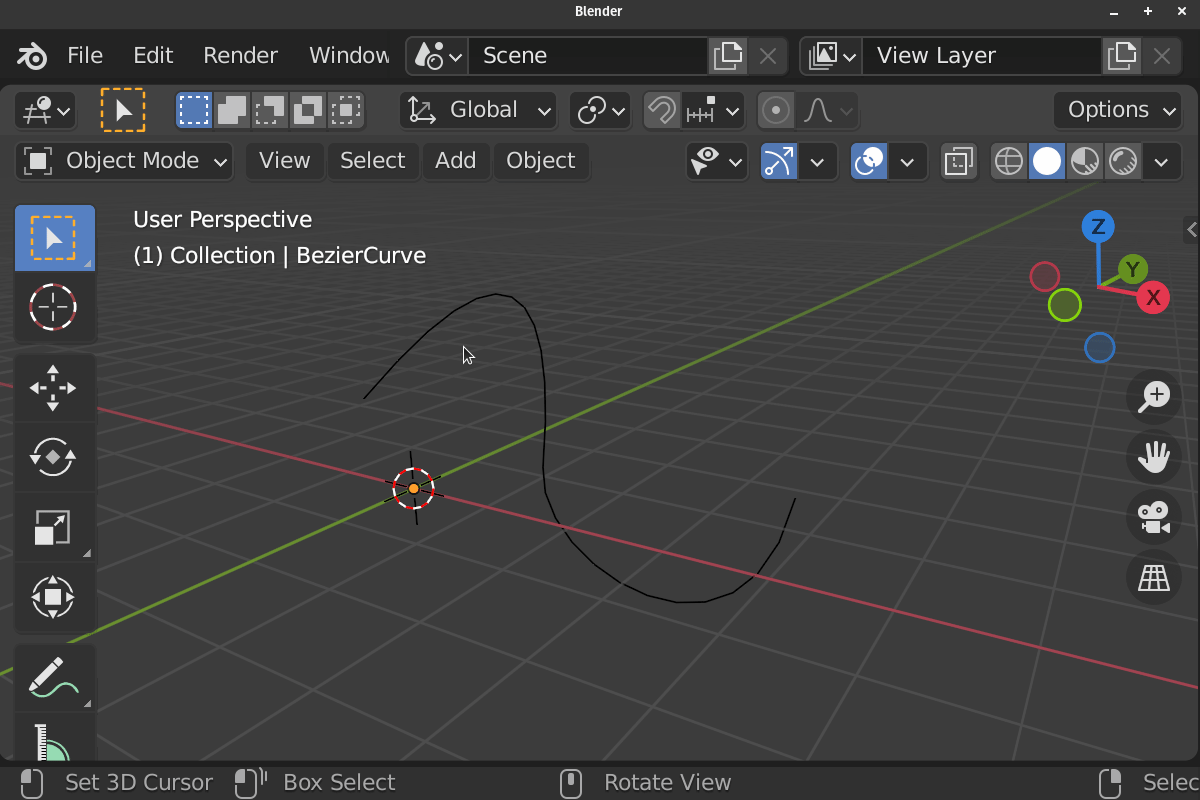 Blender
File Edit Render Window
Scene
View Layer
Global
Options
Object Mode
View Select Add Object
User Perspective
(1) Collection | BezierCurve
Z
Y
X
Set 3D Cursor
Box Select
Rotate View
Selec